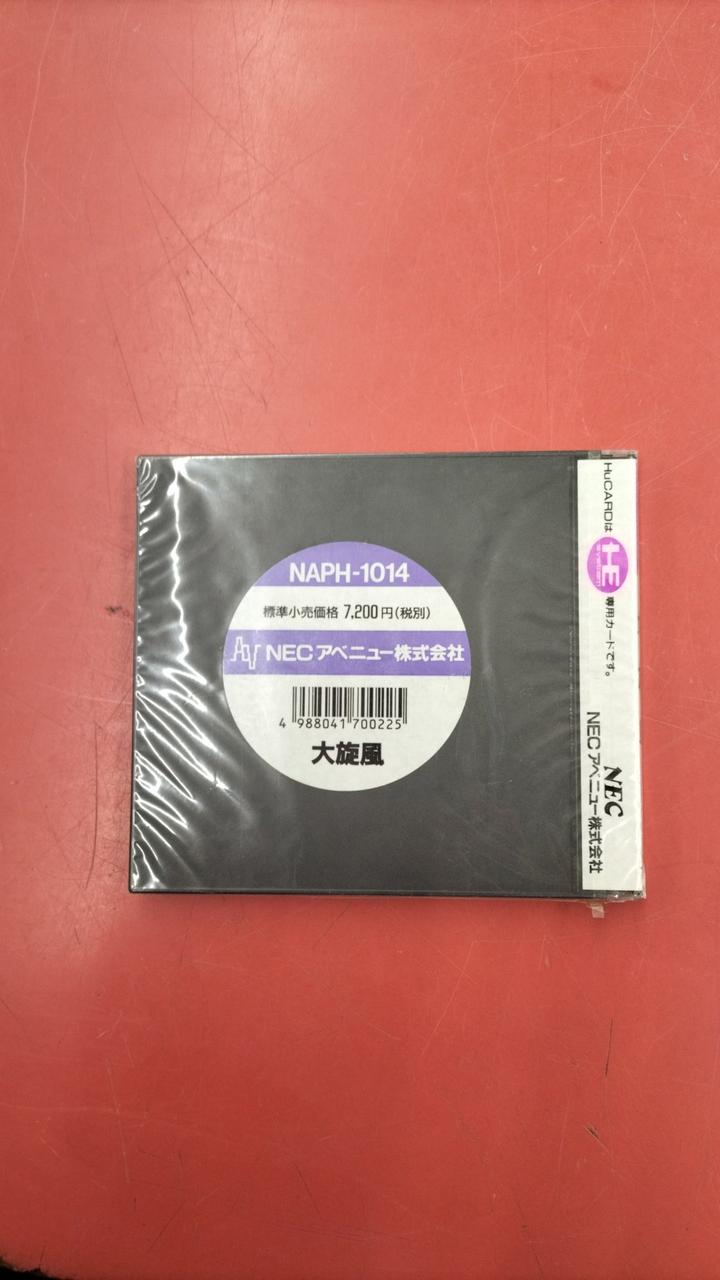 NAPH-1014
標準小売価格 7,200円(税別)
NECアベニュー株式会社
4 988041 700225
大旋風
HuCARDは HE system 専用カードです。
NEC
NECアベニュー株式会社